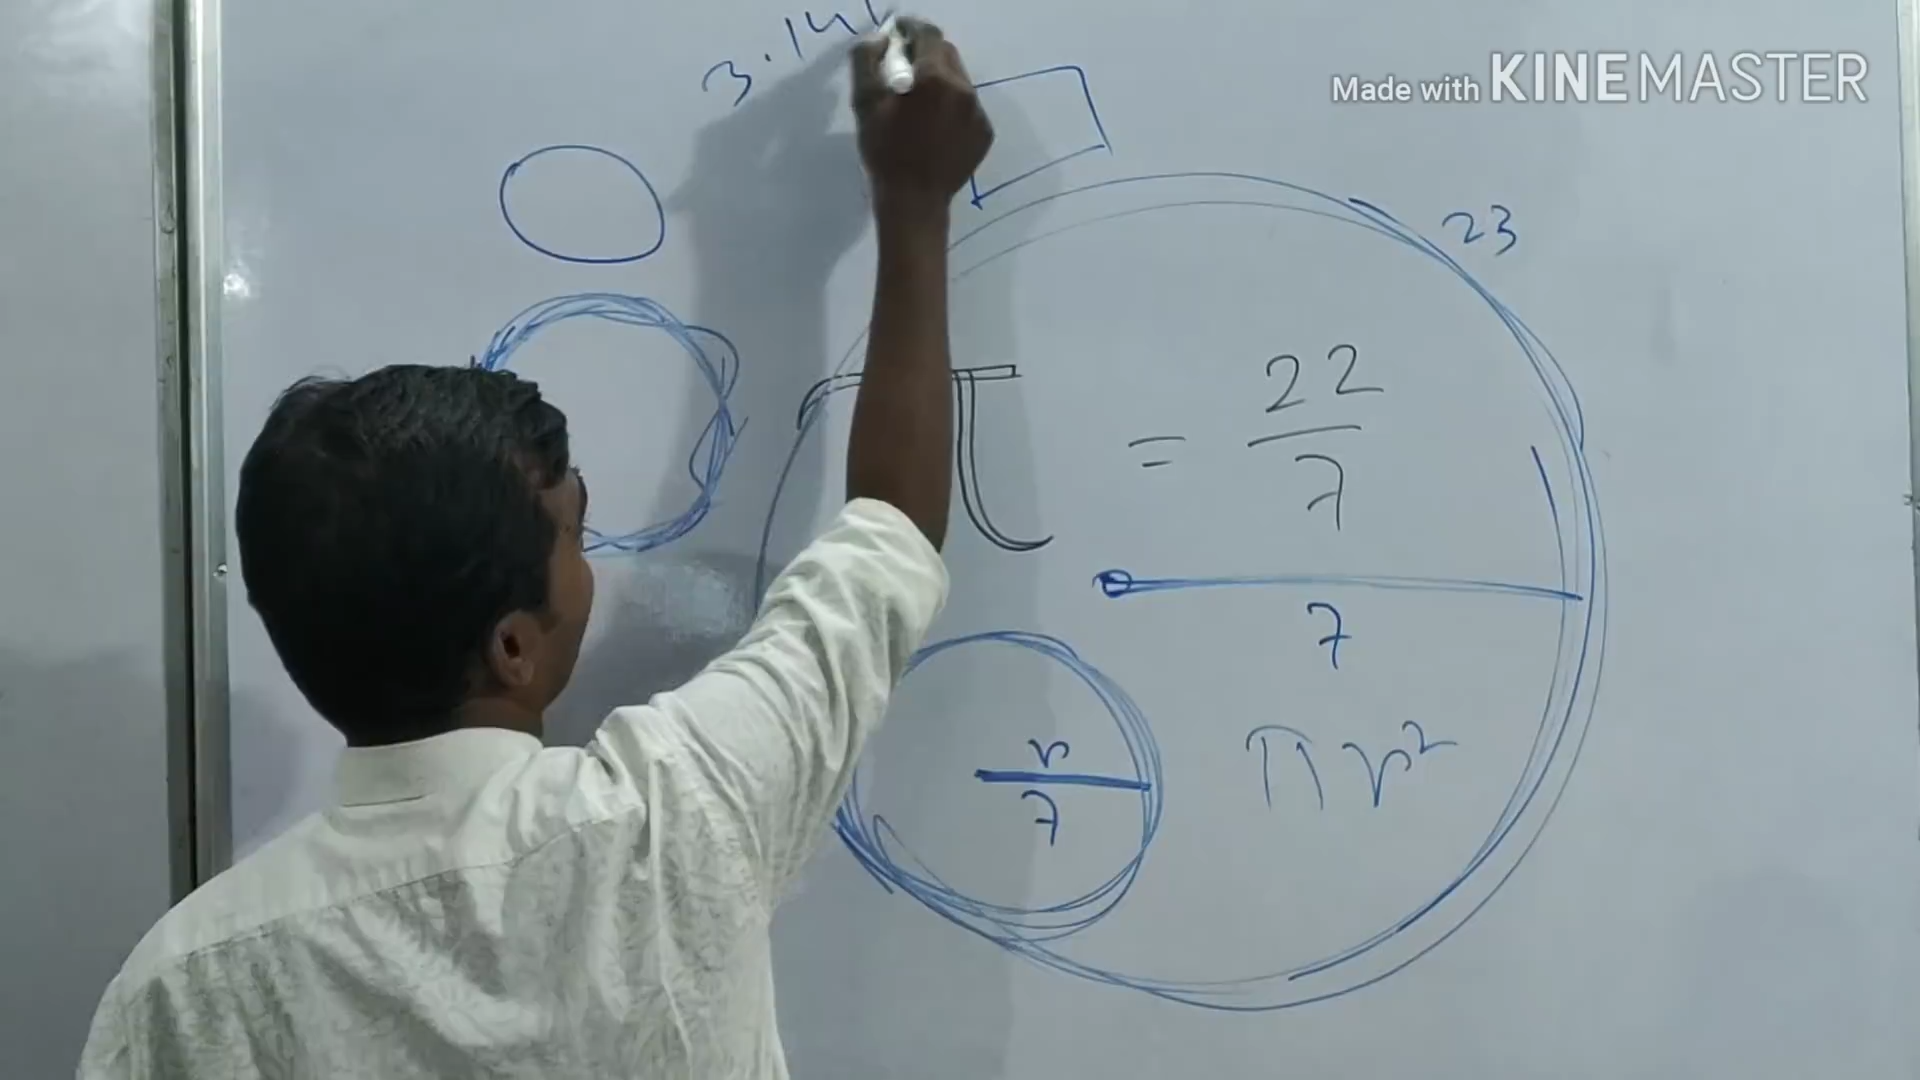 3.14
Made with KINEMASTER
23
π = 22/7
7
r
7
πr²